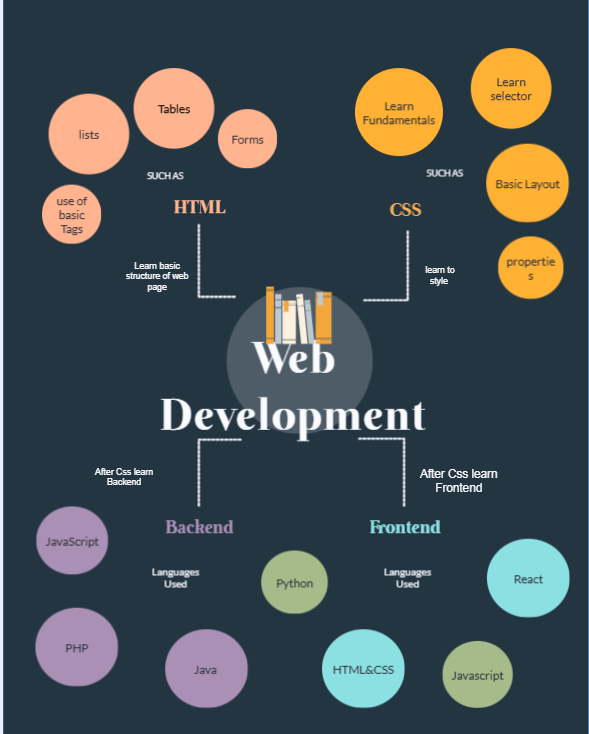 Tables
lists
Forms
SUCH AS
use of
basic
Tags
HTML
Learn basic
structure of web
page
Learn
Fundamentals
Learn
selector
SUCH AS
Basic Layout
CSS
propertie
s
learn to
style
Web
Development
After Css learn
Backend
Backend
JavaScript
Languages
Used
Python
PHP
Java
After Css learn
Frontend
Frontend
Languages
Used
React
HTML&CSS
Javascript